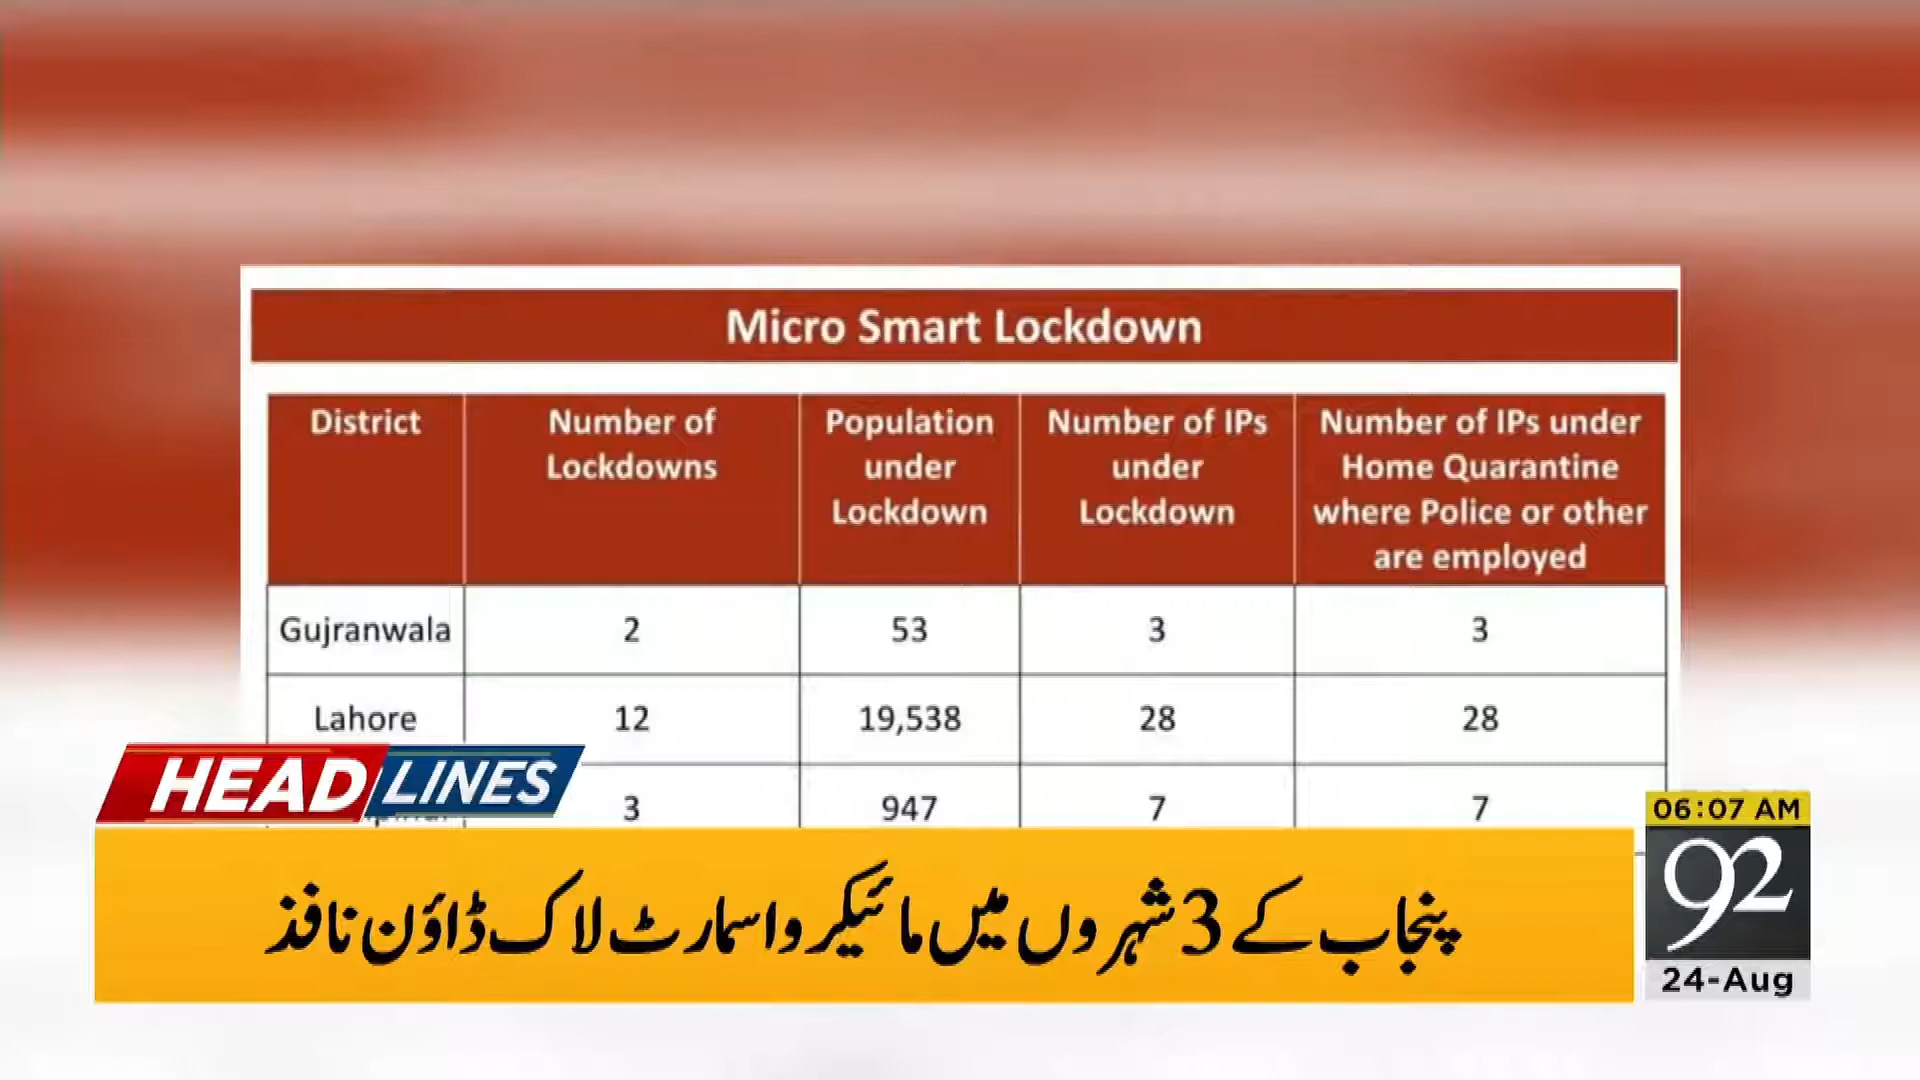 Micro Smart Lockdown
District
Number of Lockdowns
Population under Lockdown
Number of IPs under Lockdown
Number of IPs under Home Quarantine where Police or other are employed
Gujranwala 2 53 3 3
Lahore 12 19,538 28 28
3 947 7 7
HEADLINES
پنجاب کے 3 شہروں میں مائیکرو اسمارٹ لاک ڈاؤن نافذ
06:07 AM
92
24-Aug